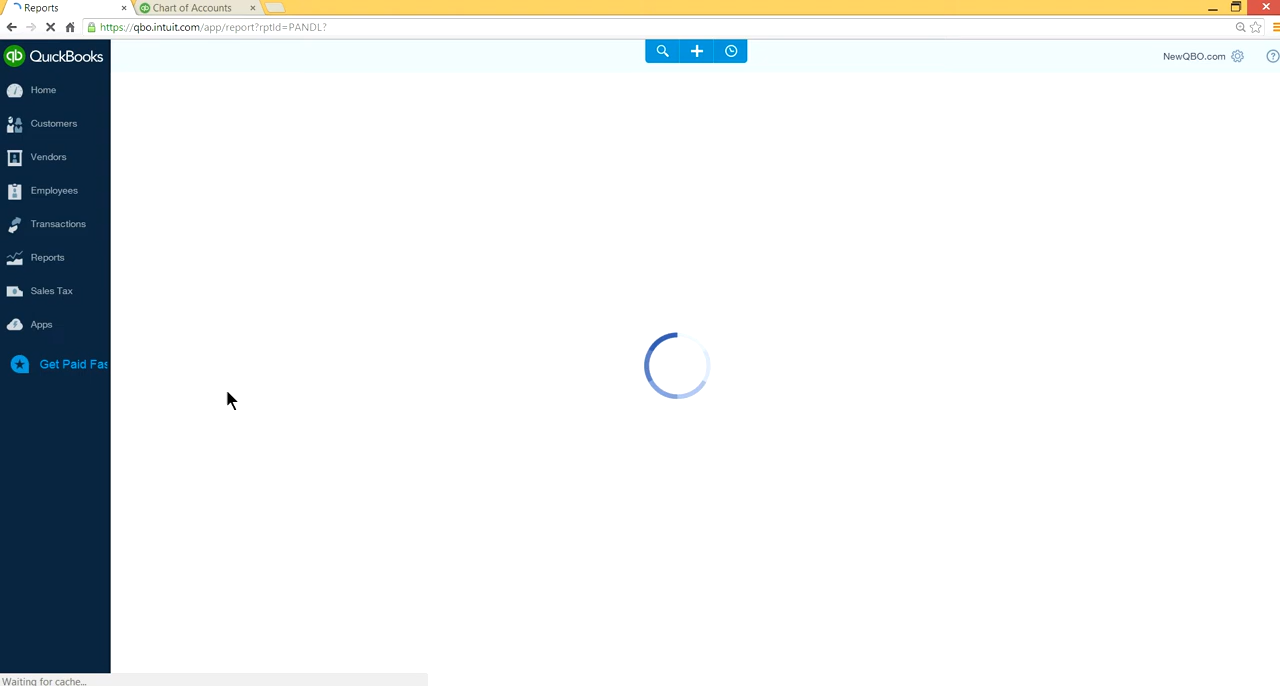 Reports
Chart of Accounts
https://qbo.intuit.com/app/report?rptId=PANDL?
qb QuickBooks
NewQBO.com
?
Home
Customers
Vendors
Employees
Transactions
Reports
Sales Tax
Apps
Get Paid Fas
Waiting for cache...